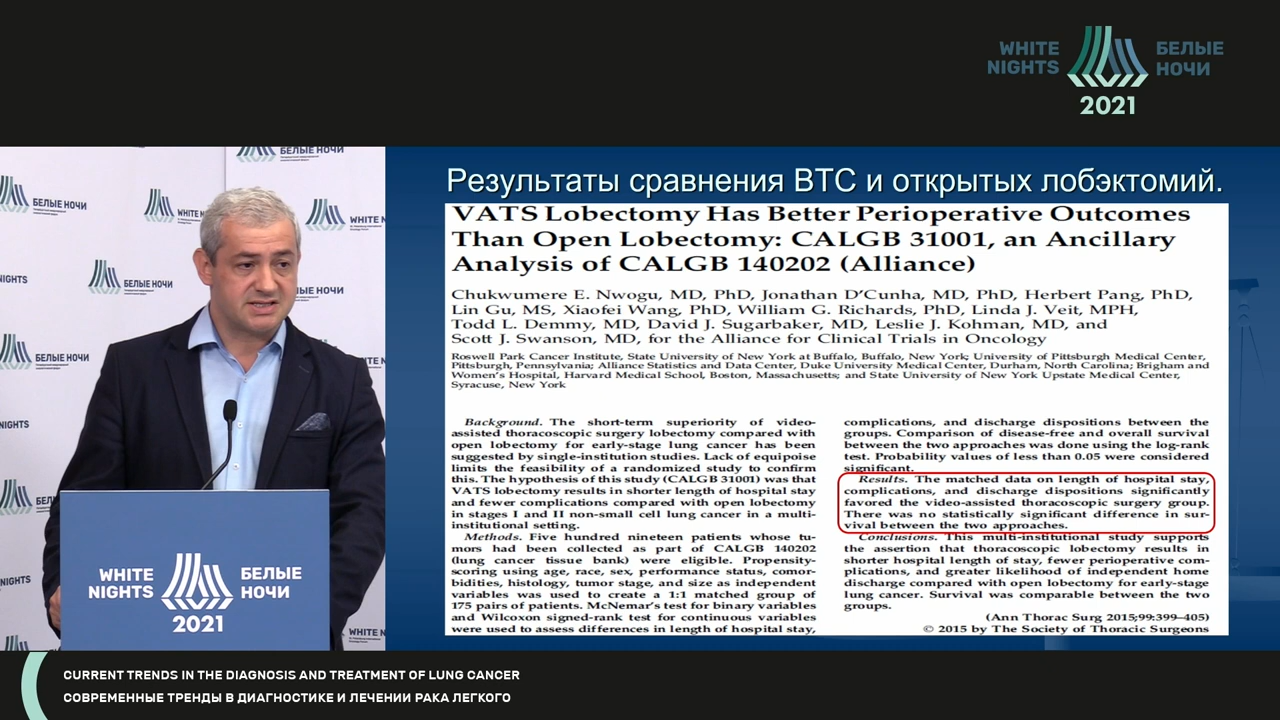 WHITE NIGHTS
БЕЛЫЕ НОЧИ
2021
БЕЛЫЕ НОЧИ
БЕЛЫЕ НОЧИ
WHITE N
NIGHTS
БЕЛЫЕ НОЧИ
NIGHTS
БЕЛЫЕ НОЧИ
БЕЛЫЕ НОЧИ
NIGHTS
БЕЛЫЕ НОЧИ
NIGHTS
WHITE
NIGHTS
WHITE
NIGHTS
БЕЛЫЕ
НОЧИ
2021
Результаты сравнения ВТС и открытых лобэктомий.
VATS Lobectomy Has Better Perioperative Outcomes
Than Open Lobectomy: CALGB 31001, an Ancillary
Analysis of CALGB 140202 (Alliance)
Chukwumere E. Nwogu, MD, PhD, Jonathan D’Cunha, MD, PhD, Herbert Pang, PhD,
Lin Gu, MS, Xiaofei Wang, PhD, William G. Richards, PhD, Linda J. Veit, MPH,
Todd L. Demmy, MD, David J. Sugarbaker, MD, Leslie J. Kohman, MD, and
Scott J. Swanson, MD, for the Alliance for Clinical Trials in Oncology
Roswell Park Cancer Institute, State University of New York at Buffalo, Buffalo, New York; University of Pittsburgh Medical Center,
Pittsburgh, Pennsylvania; Alliance Statistics and Data Center, Duke University Medical Center, Durham, North Carolina; Brigham and
Women’s Hospital, Harvard Medical School, Boston, Massachusetts; and State University of New York Upstate Medical Center,
Syracuse, New York
Background. The short-term superiority of video-
assisted thoracoscopic surgery lobectomy compared with
open lobectomy for early-stage lung cancer has been
suggested by single-institution studies. Lack of equipoise
limits the feasibility of a randomized study to confirm
this. The hypothesis of this study (CALGB 31001) was that
VATS lobectomy results in shorter length of hospital stay
and fewer complications compared with open lobectomy
in stages I and II non-small cell lung cancer in a multi-
institutional setting.
Methods. Five hundred nineteen patients whose tu-
mors had been collected as part of CALGB 140202
(lung cancer tissue bank) were eligible. Propensity-
scoring using age, race, sex, performance status, comor-
bidities, histology, tumor stage, and size as independent
variables was used to create a 1:1 matched group of
175 pairs of patients. McNemar’s test for binary variables
and Wilcoxon signed-rank test for continuous variables
were used to assess differences in length of hospital stay,
complications, and discharge dispositions between the
groups. Comparison of disease-free and overall survival
between the two approaches was done using the log-rank
test. Probability values of less than 0.05 were considered
significant.
Results. The matched data on length of hospital stay,
complications, and discharge dispositions significantly
favored the video-assisted thoracoscopic surgery group.
There was no statistically significant difference in sur-
vival between the two approaches.
Conclusions. This multi-institutional study supports
the assertion that thoracoscopic lobectomy results in
shorter hospital length of stay, fewer perioperative com-
plications, and greater likelihood of independent home
discharge compared with open lobectomy for early-stage
lung cancer. Survival was comparable between the two
groups.
(Ann Thorac Surg 2015;99:399–405)
© 2015 by The Society of Thoracic Surgeons
CURRENT TRENDS IN THE DIAGNOSIS AND TREATMENT OF LUNG CANCER
СОВРЕМЕННЫЕ ТРЕНДЫ В ДИАГНОСТИКЕ И ЛЕЧЕНИИ РАКА ЛЕГКОГО